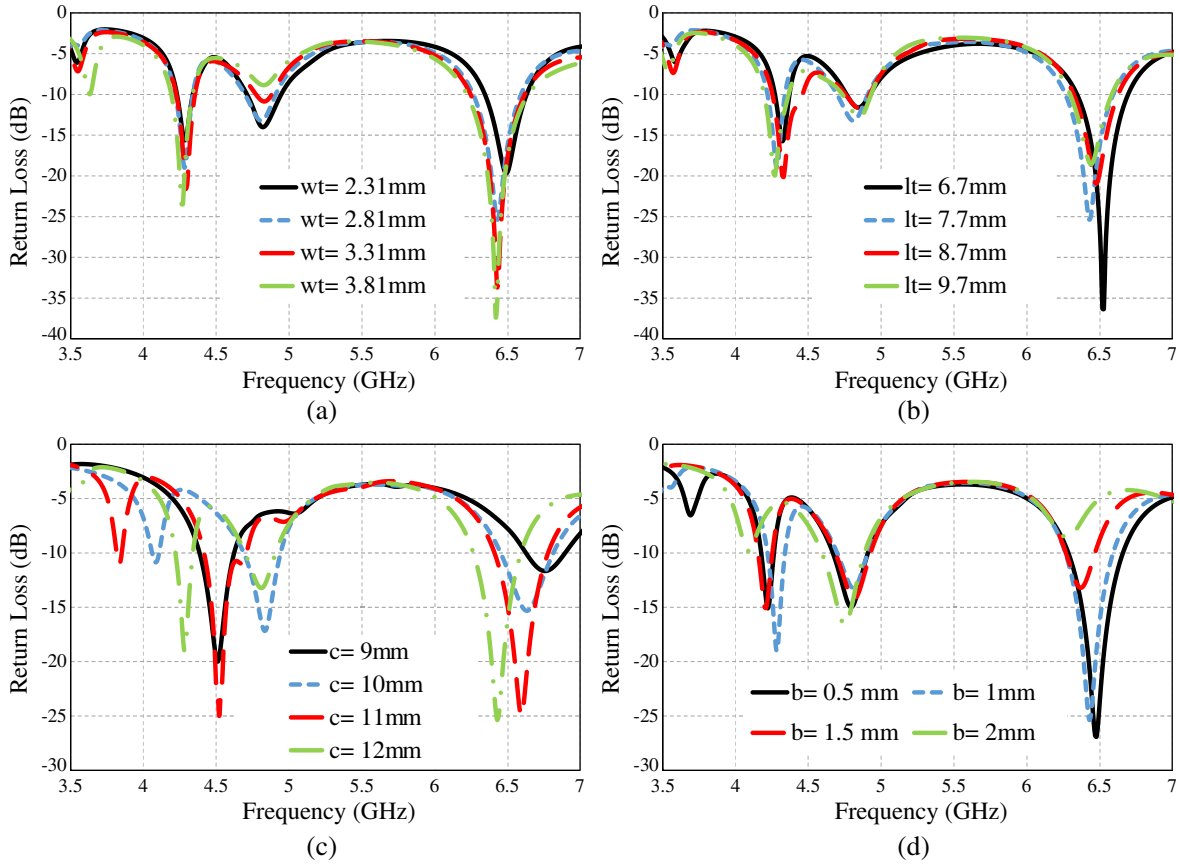 0
-5
-10
-15
-20
-25
-30
-35
-40
3.5 4 4.5 5 5.5 6 6.5 7
Return Loss (dB)
Frequency (GHz)
wt= 2.31mm
wt= 2.81mm
wt= 3.31mm
wt= 3.81mm
(a)
0
-5
-10
-15
-20
-25
-30
-35
-40
3.5 4 4.5 5 5.5 6 6.5 7
Return Loss (dB)
Frequency (GHz)
lt= 6.7mm
lt= 7.7mm
lt= 8.7mm
lt= 9.7mm
(b)
0
-5
-10
-15
-20
-25
-30
3.5 4 4.5 5 5.5 6 6.5 7
Return Loss (dB)
Frequency (GHz)
c= 9mm
c= 10mm
c= 11mm
c= 12mm
(c)
0
-5
-10
-15
-20
-25
-30
3.5 4 4.5 5 5.5 6 6.5 7
Return Loss (dB)
Frequency (GHz)
b= 0.5 mm b= 1mm
b= 1.5 mm b= 2mm
(d)